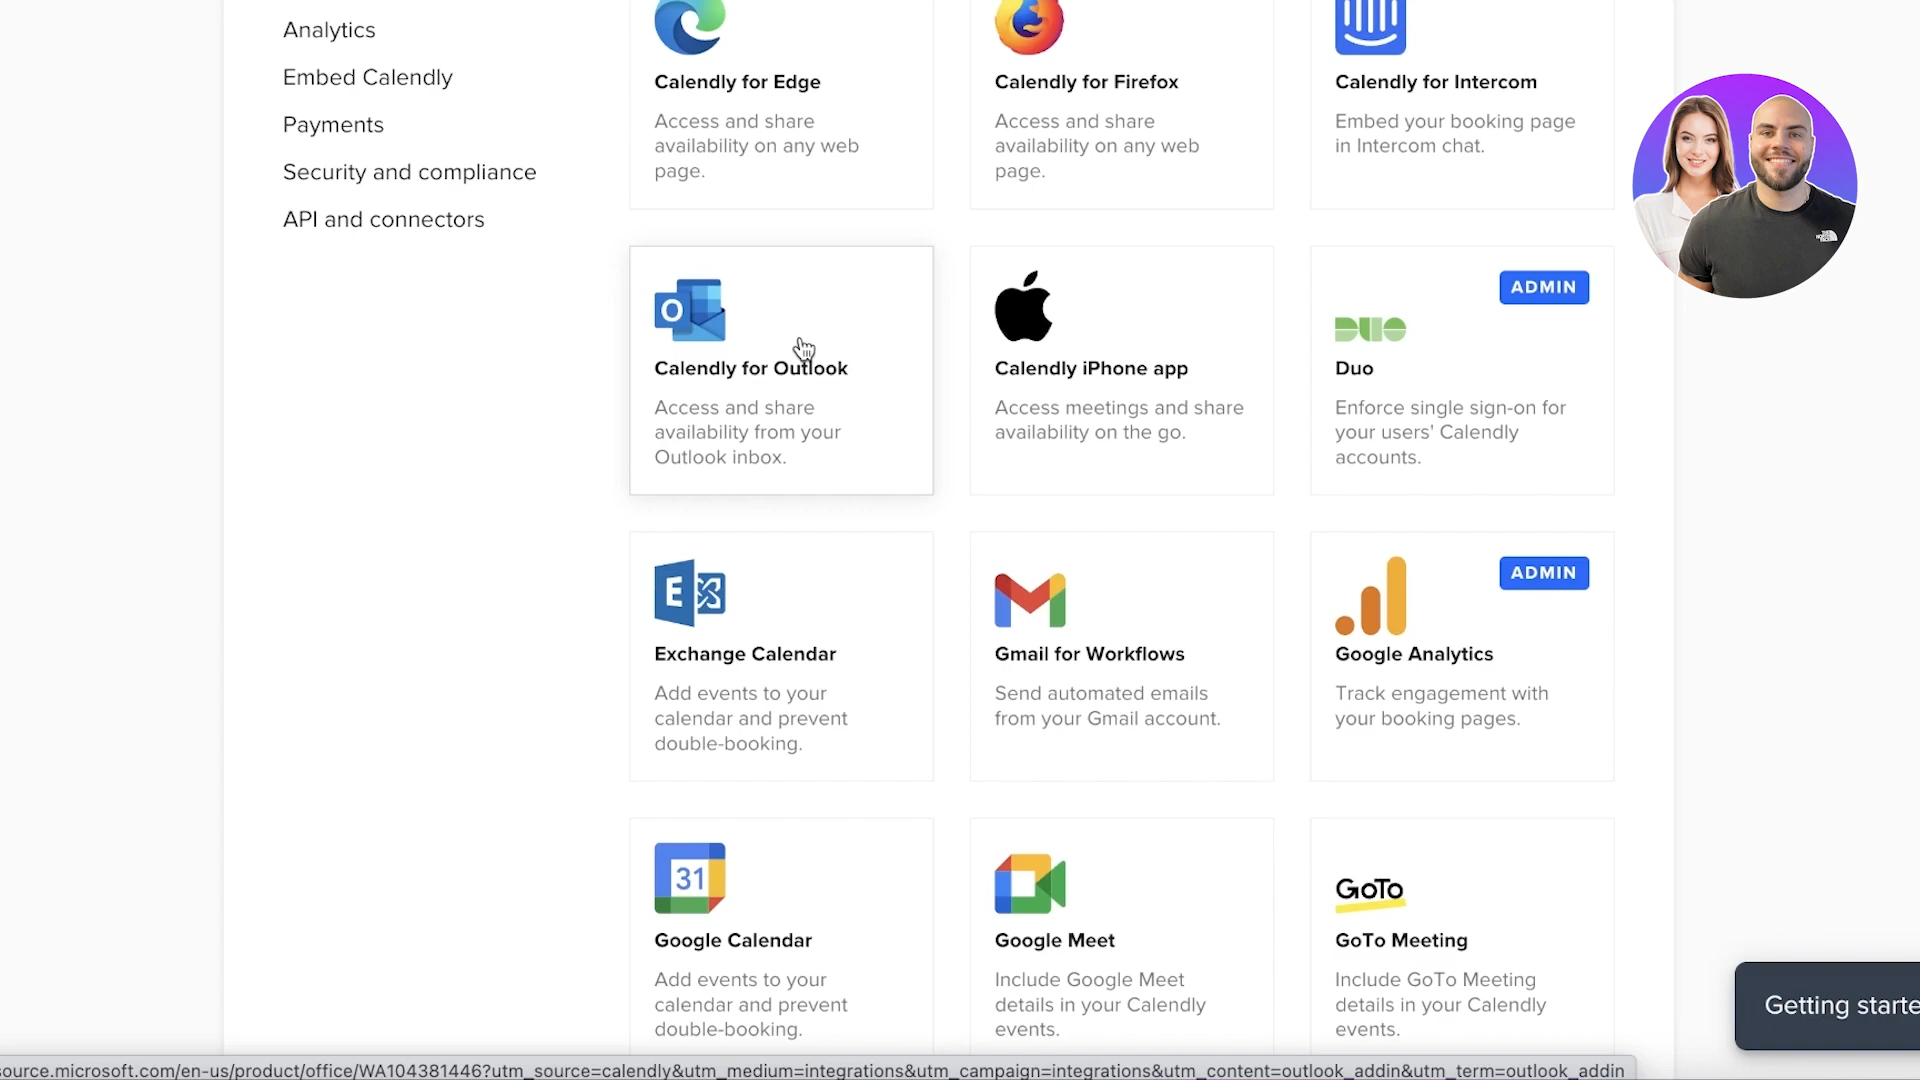 Analytics
Embed Calendly
Payments
Security and compliance
API and connectors
Calendly for Edge
Access and share
availability on any web
page.
Calendly for Firefox
Access and share
availability on any web
page.
Calendly for Intercom
Embed your booking page
in Intercom chat.
O
Calendly for Outlook
Access and share
availability from your
Outlook inbox.
Calendly iPhone app
Access meetings and share
availability on the go.
ADMIN
DUO
Duo
Enforce single sign-on for
your users' Calendly
accounts.
E
Exchange Calendar
Add events to your
calendar and prevent
double-booking.
Gmail for Workflows
Send automated emails
from your Gmail account.
ADMIN
Google Analytics
Track engagement with
your booking pages.
31
Google Calendar
Add events to your
calendar and prevent
double-booking.
Google Meet
Include Google Meet
details in your Calendly
events.
GoTo
GoTo Meeting
Include GoTo Meeting
details in your Calendly
events.
Getting starte
source.microsoft.com/en-us/product/office/WA104381446?utm_source=calendly&utm_medium=integrations&utm_campaign=integrations&utm_content=outlook_addin&utm_term=outlook_addin